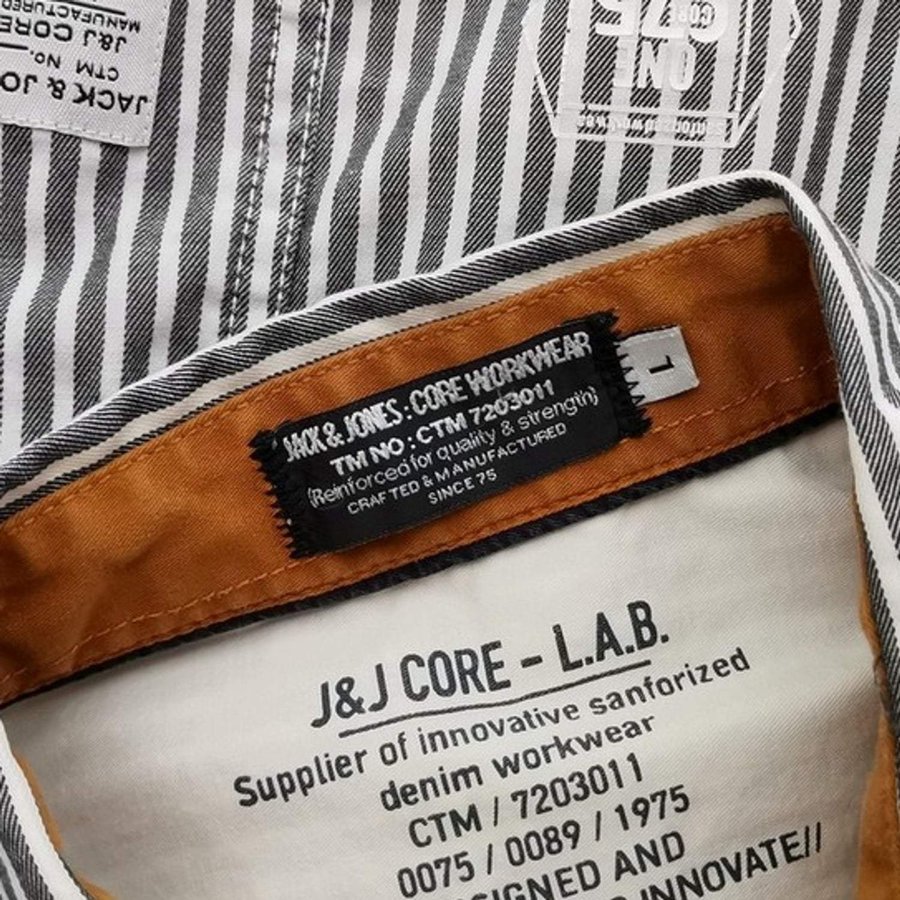 JACK & JO
CTM No.
J&J CORE
MANUFACTURED
ONE
CORE
75
JACK & JONES : CORE WORKWEAR
TM NO : CTM 7203011
(Reinforced for quality & strength)
CRAFTED & MANUFACTURED
SINCE 75
L
J&J CORE - L.A.B.
Supplier of innovative sanforized
denim workwear
CTM / 7203011
0075 / 0089 / 1975
SIGNED AND
INNOVATE//